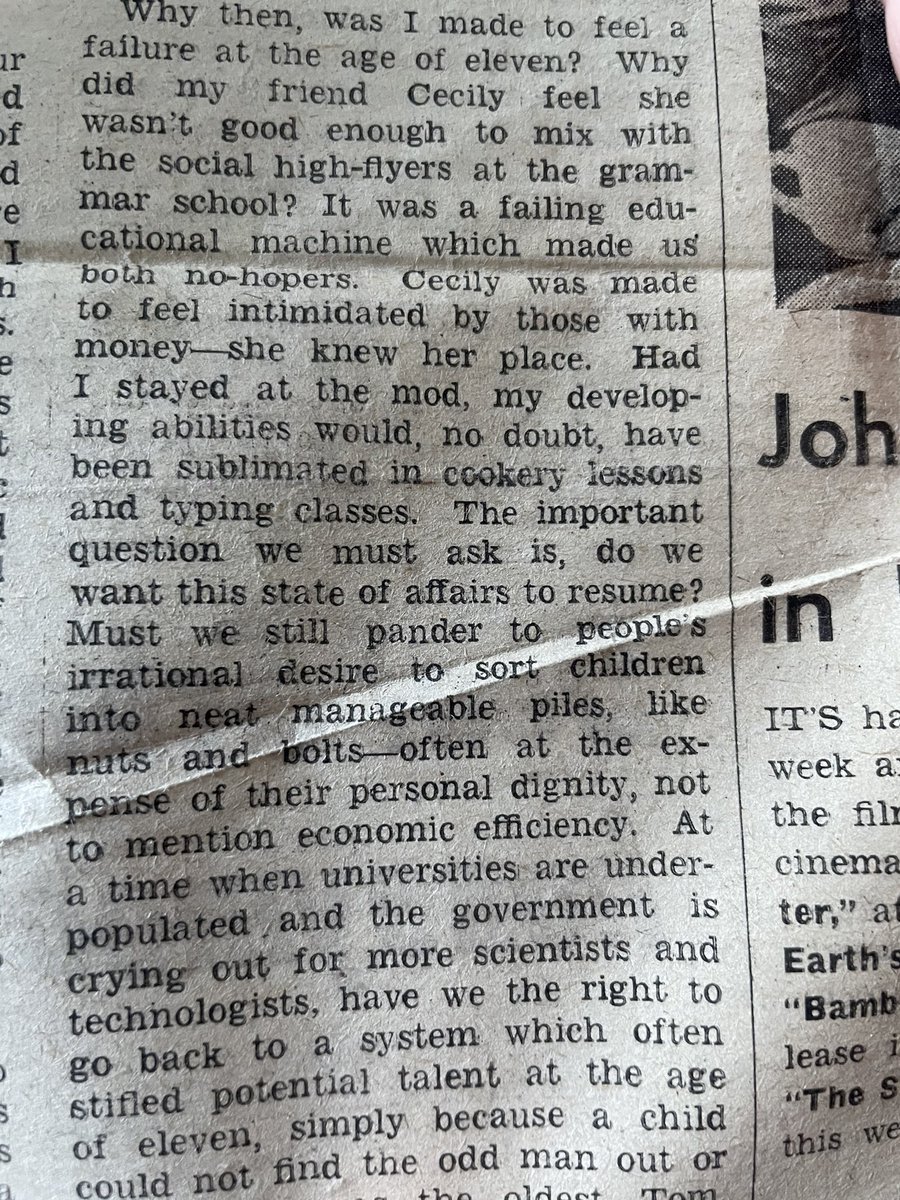 Why then, was I made to feel a
failure at the age of eleven? Why
did my friend Cecily feel she
wasn't good enough to mix with
the social high-flyers at the gram-
mar school? It was a failing edu-
cational machine which made us
both no-hopers. Cecily was made
to feel intimidated by those with
money—she knew her place. Had
I stayed at the mod, my develop-
ing abilities would, no doubt, have
been sublimated in cookery lessons
and typing classes. The important
question we must ask is, do we
want this state of affairs to resume?
Must we still pander to people's
irrational desire to sort children
into neat manageable piles, like
nuts and bolts—often at the ex-
pense of their personal dignity, not
to mention economic efficiency. At
a time when universities are under-
populated and the government is
crying out for more scientists and
technologists, have we the right to
go back to a system which often
stifled potential talent at the age
of eleven, simply because a child
could not find the odd man out or
the oldest Tom
Joh
in
IT'S ha
week a
the fil
cinema
ter," at
Earth's
"Bamb
lease i
"The S
this we